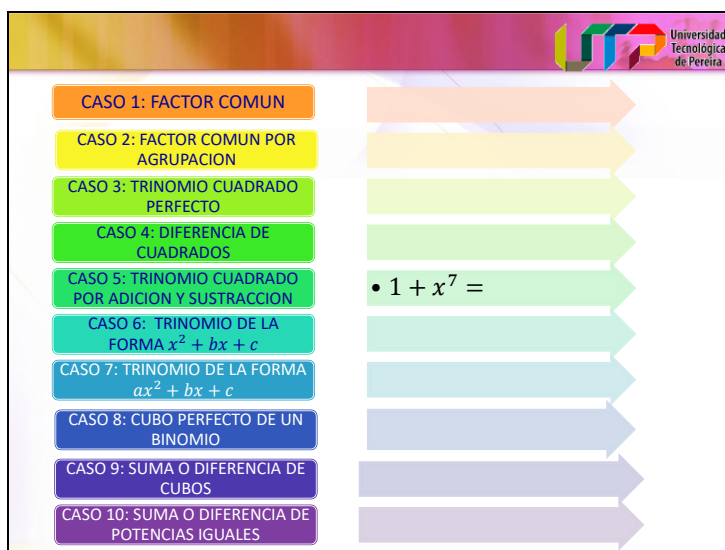 Universidad
Tecnológica
de Pereira
UTP
CASO 1: FACTOR COMUN
CASO 2: FACTOR COMUN POR
AGRUPACION
CASO 3: TRINOMIO CUADRADO
PERFECTO
CASO 4: DIFERENCIA DE
CUADRADOS
CASO 5: TRINOMIO CUADRADO
POR ADICION Y SUSTRACCION
• 1 + x⁷ =
CASO 6: TRINOMIO DE LA
FORMA x² + bx + c
CASO 7: TRINOMIO DE LA FORMA
ax² + bx + c
CASO 8: CUBO PERFECTO DE UN
BINOMIO
CASO 9: SUMA O DIFERENCIA DE
CUBOS
CASO 10: SUMA O DIFERENCIA DE
POTENCIAS IGUALES